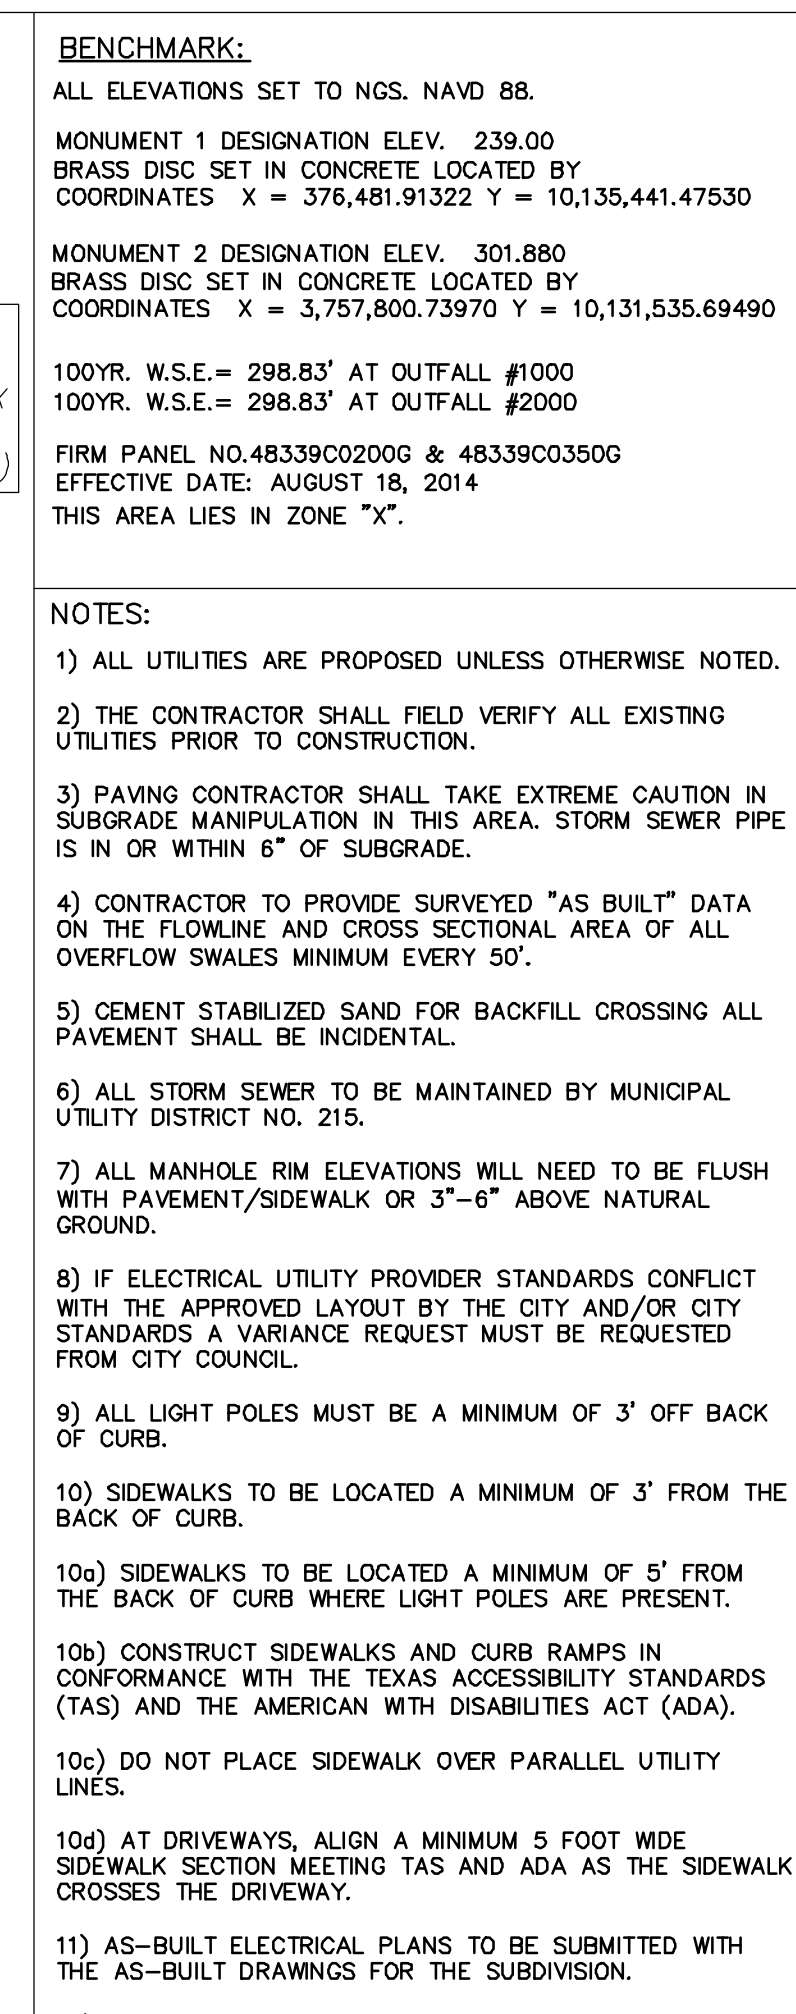 BENCHMARK:
ALL ELEVATIONS SET TO NGS. NAVD 88.
MONUMENT 1 DESIGNATION ELEV. 239.00
BRASS DISC SET IN CONCRETE LOCATED BY
COORDINATES X = 376,481.91322 Y = 10,135,441.47530
MONUMENT 2 DESIGNATION ELEV. 301.880
BRASS DISC SET IN CONCRETE LOCATED BY
COORDINATES X = 3,757,800.73970 Y = 10,131,535.69490
100YR. W.S.E.= 298.83' AT OUTFALL #1000
100YR. W.S.E.= 298.83' AT OUTFALL #2000
FIRM PANEL NO.48339C0200G & 48339C0350G
EFFECTIVE DATE: AUGUST 18, 2014
THIS AREA LIES IN ZONE "X".
NOTES:
1) ALL UTILITIES ARE PROPOSED UNLESS OTHERWISE NOTED.
2) THE CONTRACTOR SHALL FIELD VERIFY ALL EXISTING
UTILITIES PRIOR TO CONSTRUCTION.
3) PAVING CONTRACTOR SHALL TAKE EXTREME CAUTION IN
SUBGRADE MANIPULATION IN THIS AREA. STORM SEWER PIPE
IS IN OR WITHIN 6" OF SUBGRADE.
4) CONTRACTOR TO PROVIDE SURVEYED "AS BUILT" DATA
ON THE FLOWLINE AND CROSS SECTIONAL AREA OF ALL
OVERFLOW SWALES MINIMUM EVERY 50'.
5) CEMENT STABILIZED SAND FOR BACKFILL CROSSING ALL
PAVEMENT SHALL BE INCIDENTAL.
6) ALL STORM SEWER TO BE MAINTAINED BY MUNICIPAL
UTILITY DISTRICT NO. 215.
7) ALL MANHOLE RIM ELEVATIONS WILL NEED TO BE FLUSH
WITH PAVEMENT/SIDEWALK OR 3"-6" ABOVE NATURAL
GROUND.
8) IF ELECTRICAL UTILITY PROVIDER STANDARDS CONFLICT
WITH THE APPROVED LAYOUT BY THE CITY AND/OR CITY
STANDARDS A VARIANCE REQUEST MUST BE REQUESTED
FROM CITY COUNCIL.
9) ALL LIGHT POLES MUST BE A MINIMUM OF 3' OFF BACK
OF CURB.
10) SIDEWALKS TO BE LOCATED A MINIMUM OF 3' FROM THE
BACK OF CURB.
10a) SIDEWALKS TO BE LOCATED A MINIMUM OF 5' FROM
THE BACK OF CURB WHERE LIGHT POLES ARE PRESENT.
10b) CONSTRUCT SIDEWALKS AND CURB RAMPS IN
CONFORMANCE WITH THE TEXAS ACCESSIBILITY STANDARDS
(TAS) AND THE AMERICAN WITH DISABILITIES ACT (ADA).
10c) DO NOT PLACE SIDEWALK OVER PARALLEL UTILITY
LINES.
10d) AT DRIVEWAYS, ALIGN A MINIMUM 5 FOOT WIDE
SIDEWALK SECTION MEETING TAS AND ADA AS THE SIDEWALK
CROSSES THE DRIVEWAY.
11) AS-BUILT ELECTRICAL PLANS TO BE SUBMITTED WITH
THE AS-BUILT DRAWINGS FOR THE SUBDIVISION.